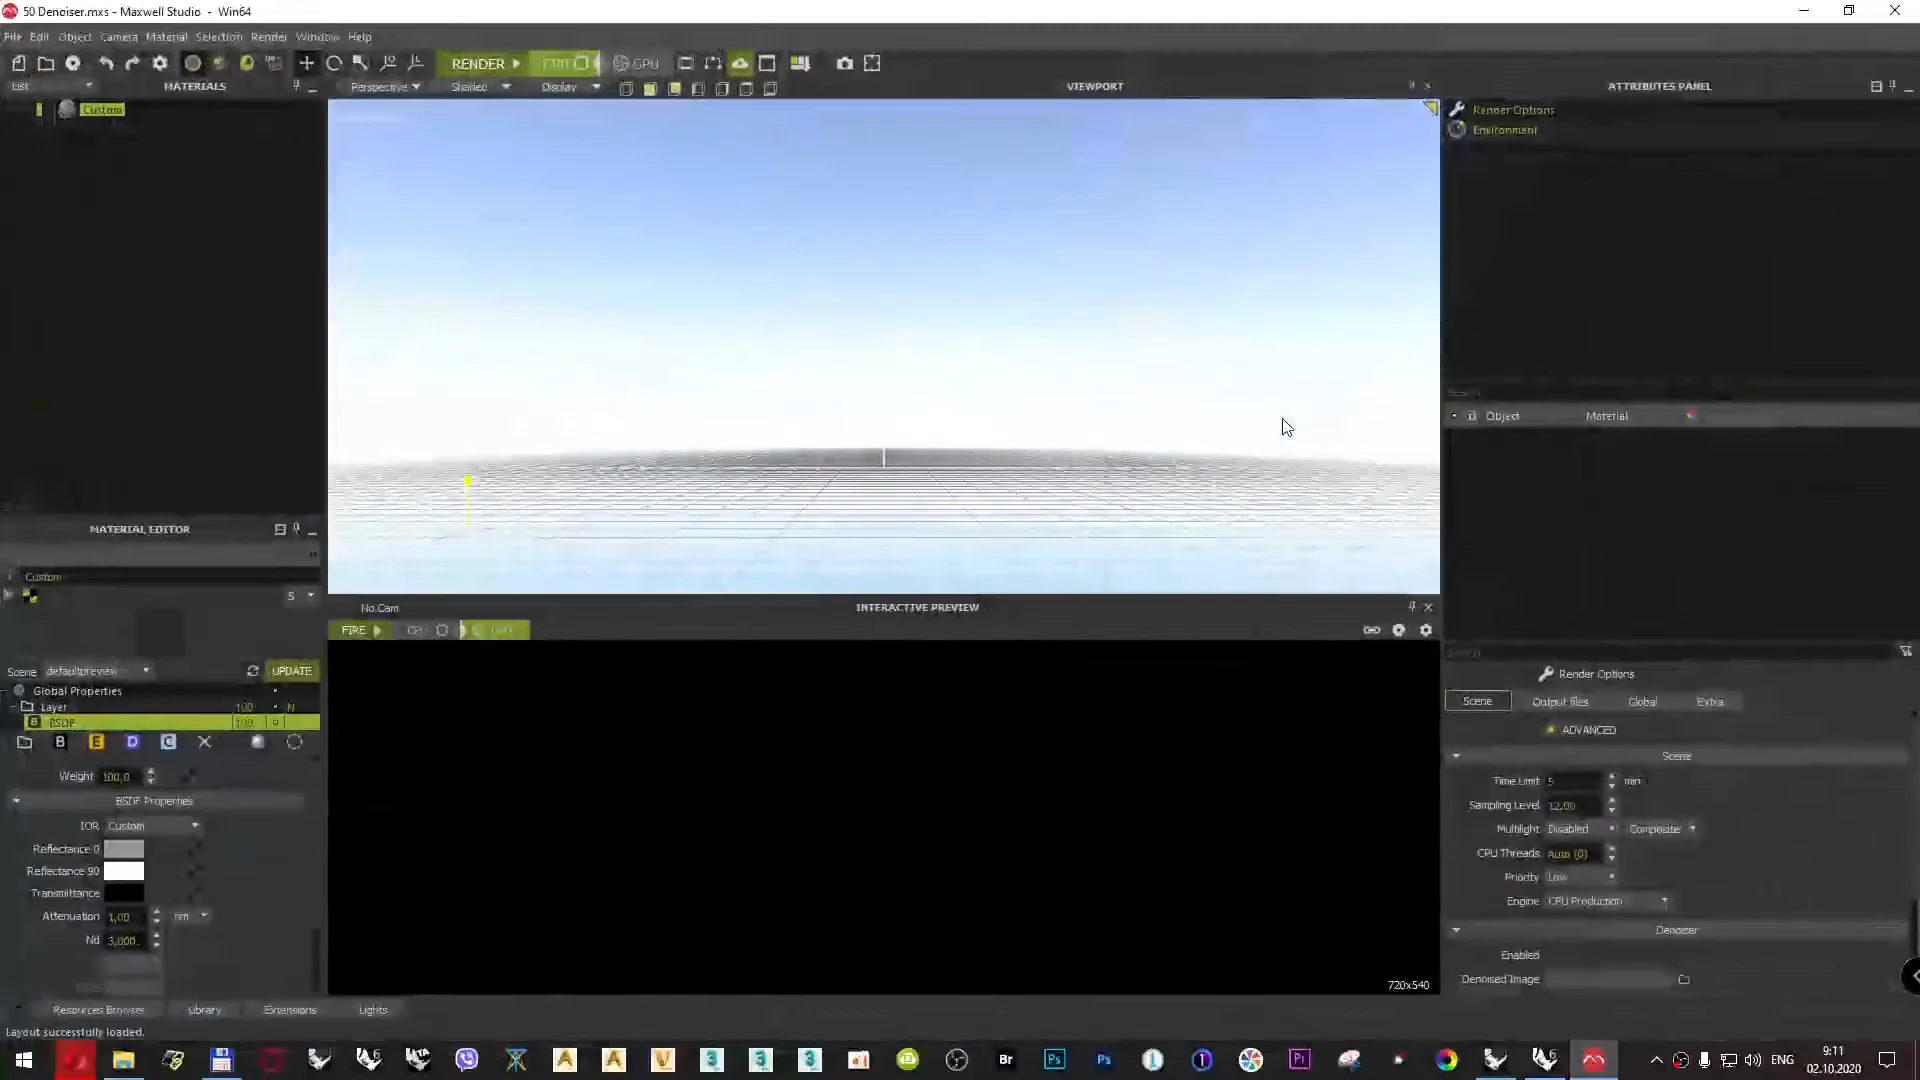 50 Denoiser.mxs - Maxwell Studio - Win64
File Edit Object Camera Material Selection Render Window Help
RENDER GPU
List MATERIALS Perspective Shaded Display VIEWPORT ATTRIBUTES PANEL
Custom
Render Options
Environment
Object Material
MATERIAL EDITOR
Custom
S
No.Cam INTERACTIVE PREVIEW
FIRE CPU
Scene defaultpreview UPDATE
Global Properties
Layer 100 N
BSDF 100
B E D C
Weight 100,0
BSDF Properties
IOR Custom
Reflectance 0
Reflectance 90
Transmittance
Attenuation 1,00 nm
Nd 3,000
Render Options
Scene Output files Global Extra
ADVANCED
Scene
Time Limit 5 min
Sampling Level 12,00
Multilight Disabled Composite
CPU Threads Auto (0)
Priority Low
Engine CPU Production
Denoiser
Enabled
Denoised Image
720x540
Resources Browser Library Extensions Lights
Layout successfully loaded.
Br Ps Ps Pr ENG
9:11
02.10.2020